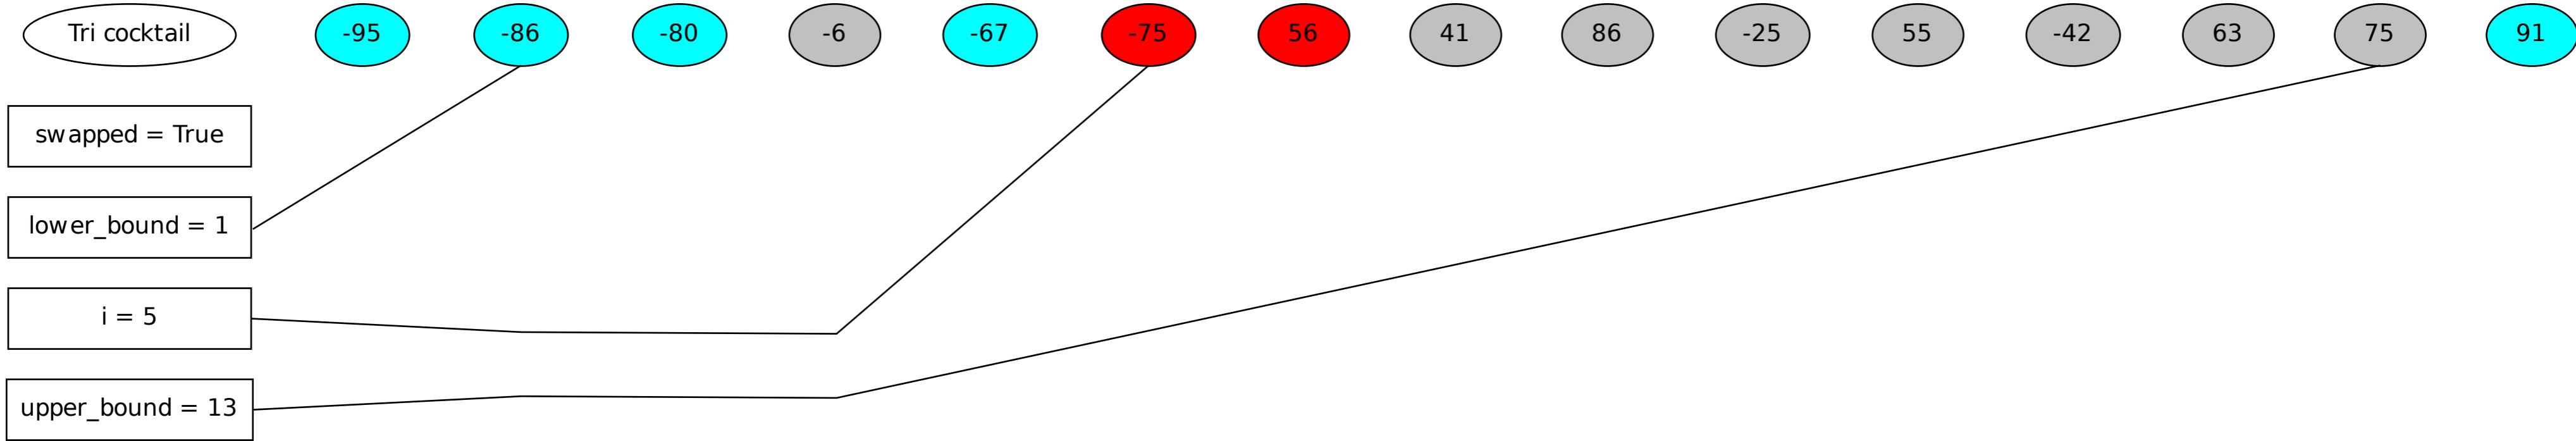 Tri cocktail -95 -86 -80 -6 -67 -75 56 41 86 -25 55 -42 63 75 91
swapped = True
lower_bound = 1
i = 5
upper_bound = 13